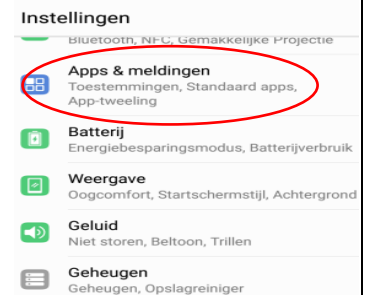 Instellingen
Bluetooth, NFC, Gemakkelijke Projectie
Apps & meldingen
Toestemmingen, Standaard apps,
App-tweeling
Batterij
Energiebesparingsmodus, Batterijverbruik
Weergave
Oogcomfort, Startschermstijl, Achtergrond
Geluid
Niet storen, Beltoon, Trillen
Geheugen
Geheugen, Opslagreiniger